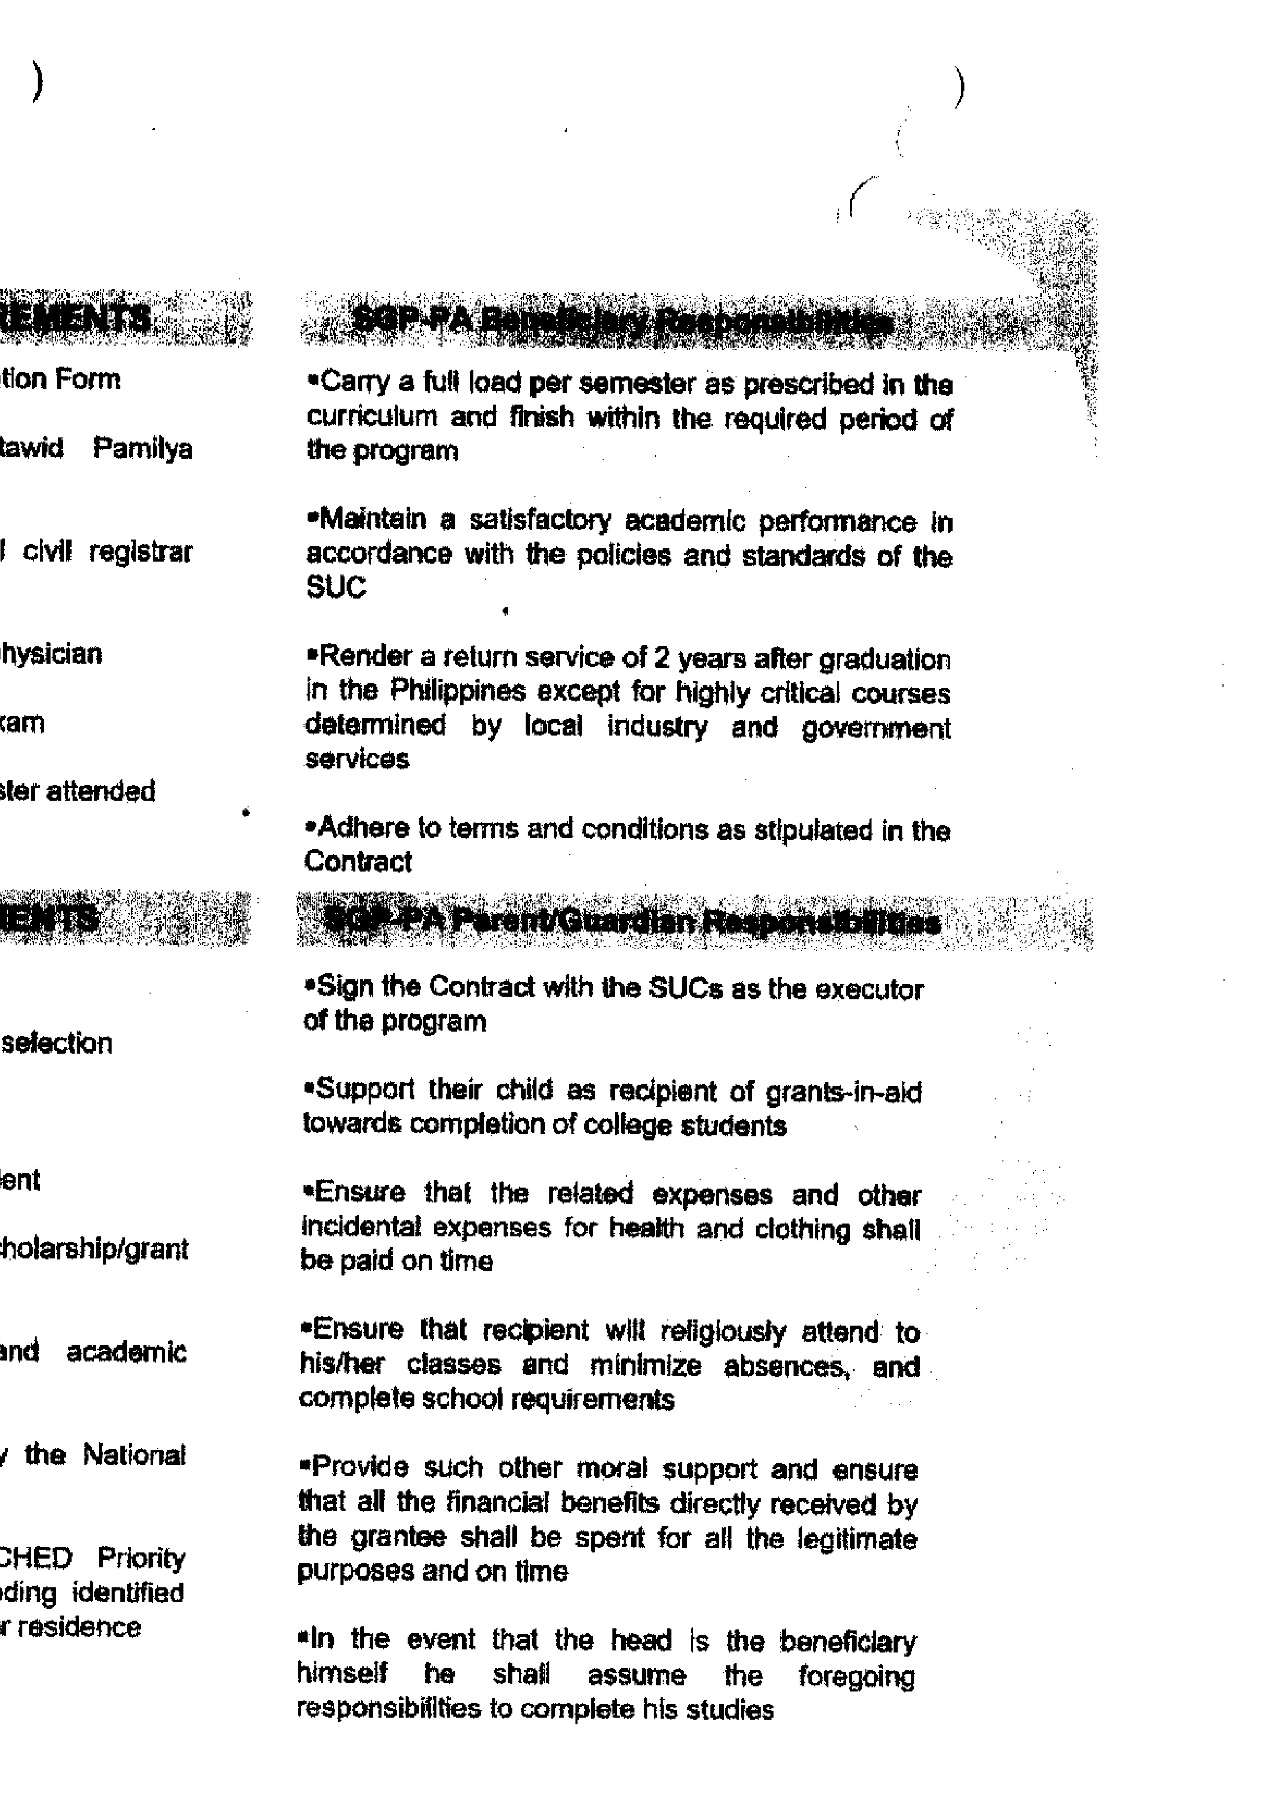 REMENTS
tion Form
tawid Pamilya
l civil registrar
hysician
xam
ster attended
MENTS
selection
lent
cholarship/grant
and academic
y the National
CHED Priority
ding identified
r residence
SGP-PA Beneficiary Responsibilities
▪Carry a full load per semester as prescribed in the
curriculum and finish within the required period of
the program
▪Maintain a satisfactory academic performance in
accordance with the policies and standards of the
SUC
▪Render a return service of 2 years after graduation
in the Philippines except for highly critical courses
determined by local industry and government
services
▪Adhere to terms and conditions as stipulated in the
Contract
SGP-PA Parent/Guardian Responsibilities
▪Sign the Contract with the SUCs as the executor
of the program
▪Support their child as recipient of grants-in-aid
towards completion of college students
▪Ensure that the related expenses and other
incidental expenses for health and clothing shall
be paid on time
▪Ensure that recipient will religiously attend to
his/her classes and minimize absences, and
complete school requirements
▪Provide such other moral support and ensure
that all the financial benefits directly received by
the grantee shall be spent for all the legitimate
purposes and on time
▪In the event that the head is the beneficiary
himself he shall assume the foregoing
responsibilities to complete his studies